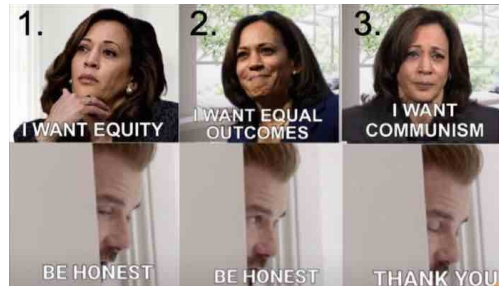 1.
I WANT EQUITY
2.
I WANT EQUAL
OUTCOMES
3.
I WANT
COMMUNISM
BE HONEST
BE HONEST
THANK YOU